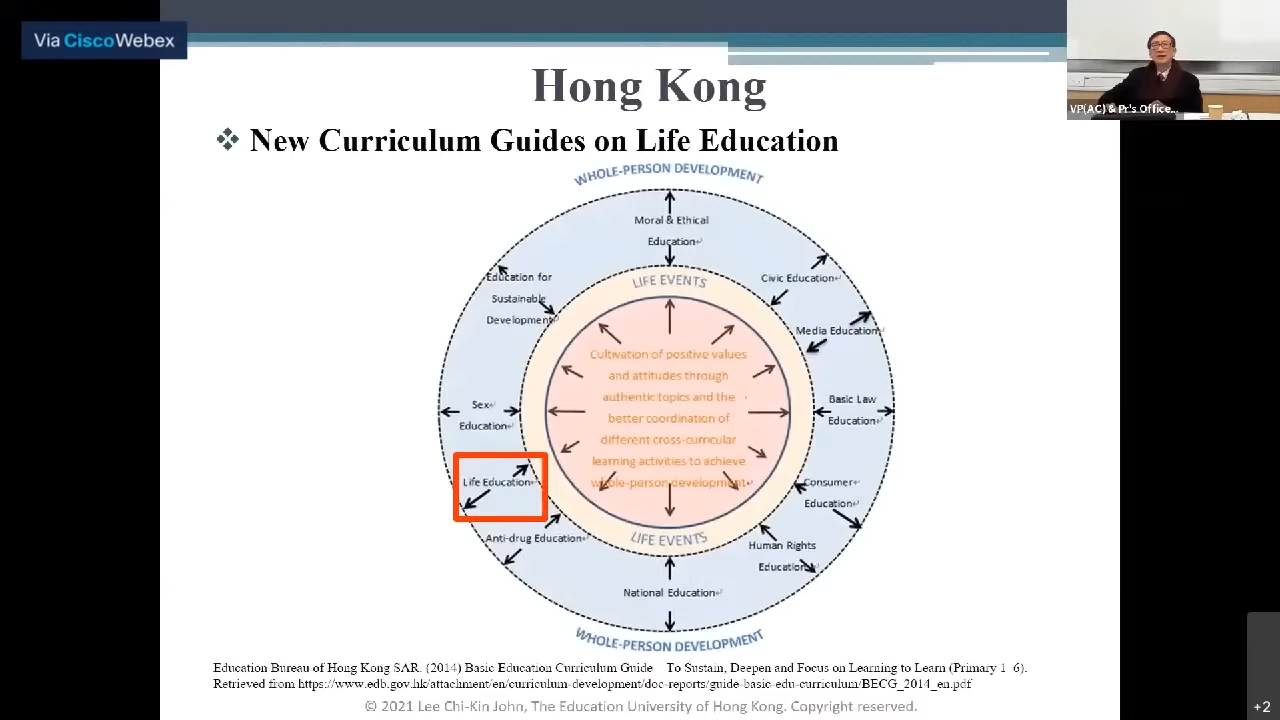 Via CiscoWebex
VP(AC) & Pr's Office...
Hong Kong
New Curriculum Guides on Life Education
WHOLE-PERSON DEVELOPMENT
Moral & Ethical
Education
Civic Education
Media Education
Basic Law
Education
Consumer
Education
Human Rights
Education
National Education
Anti-drug Education
Life Education
Sex
Education
Education for
Sustainable
Development
LIFE EVENTS
Cultivation of positive values
and attitudes through
authentic topics and the
better coordination of
different cross-curricular
learning activities to achieve
whole-person development
LIFE EVENTS
WHOLE-PERSON DEVELOPMENT
Education Bureau of Hong Kong SAR. (2014) Basic Education Curriculum Guide To Sustain, Deepen and Focus on Learning to Learn (Primary 1-6).
Retrieved from https://www.edb.gov.hk/attachment/en/curriculum-development/doc-reports/guide-basic-edu-curriculum/BECG_2014_en.pdf
© 2021 Lee Chi-Kin John, The Education University of Hong Kong. Copyright reserved.
+2